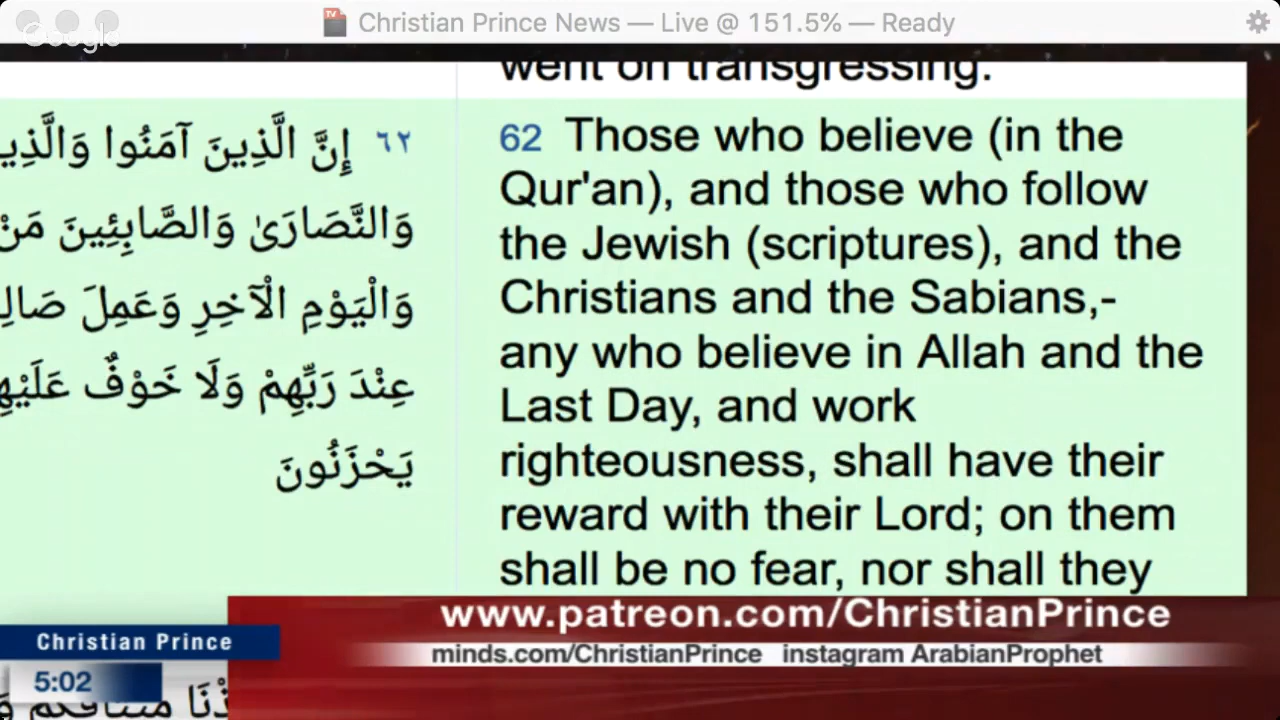 Christian Prince News — Live @ 151.5% — Ready
Google
went on transgressing.
٦٢ إِنَّ الَّذِينَ آمَنُوا
وَالنَّصَارَىٰ وَالصَّابِئِينَ مَنْ
وَالْيَوْمِ الْآخِرِ وَعَمِلَ
عِنْدَ رَبِّهِمْ وَلَا خَوْفٌ
يَحْزَنُونَ
62 Those who believe (in the
Qur'an), and those who follow
the Jewish (scriptures), and the
Christians and the Sabians,-
any who believe in Allah and the
Last Day, and work
righteousness, shall have their
reward with their Lord; on them
shall be no fear, nor shall they
www.patreon.com/ChristianPrince
Christian Prince
minds.com/ChristianPrince instagram ArabianProphet
5:02